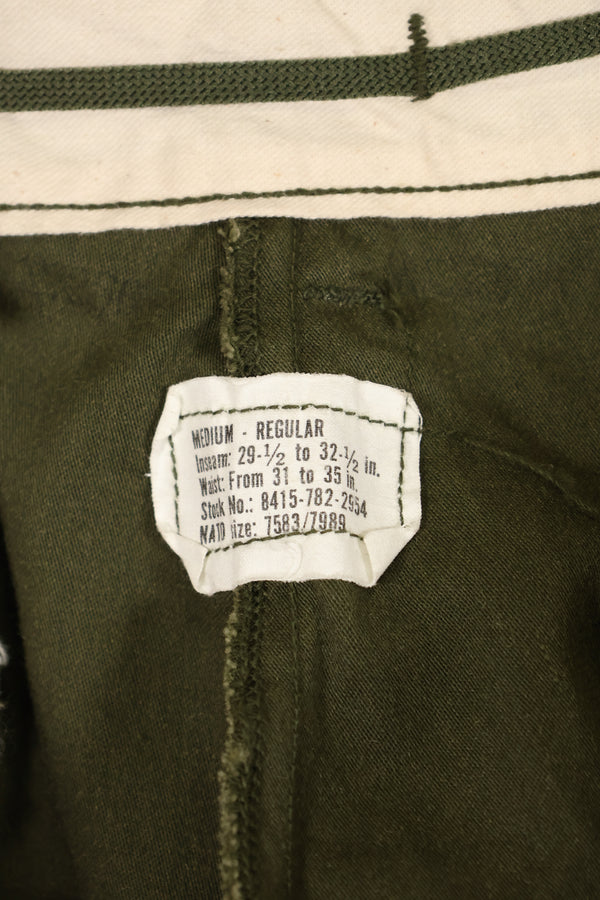 MEDIUM - REGULAR
Inseam: 29-1/2 to 32-1/2 in.
Waist: From 31 to 35 in.
Stock No.: 8415-782-2954
NATO size: 7583/7989